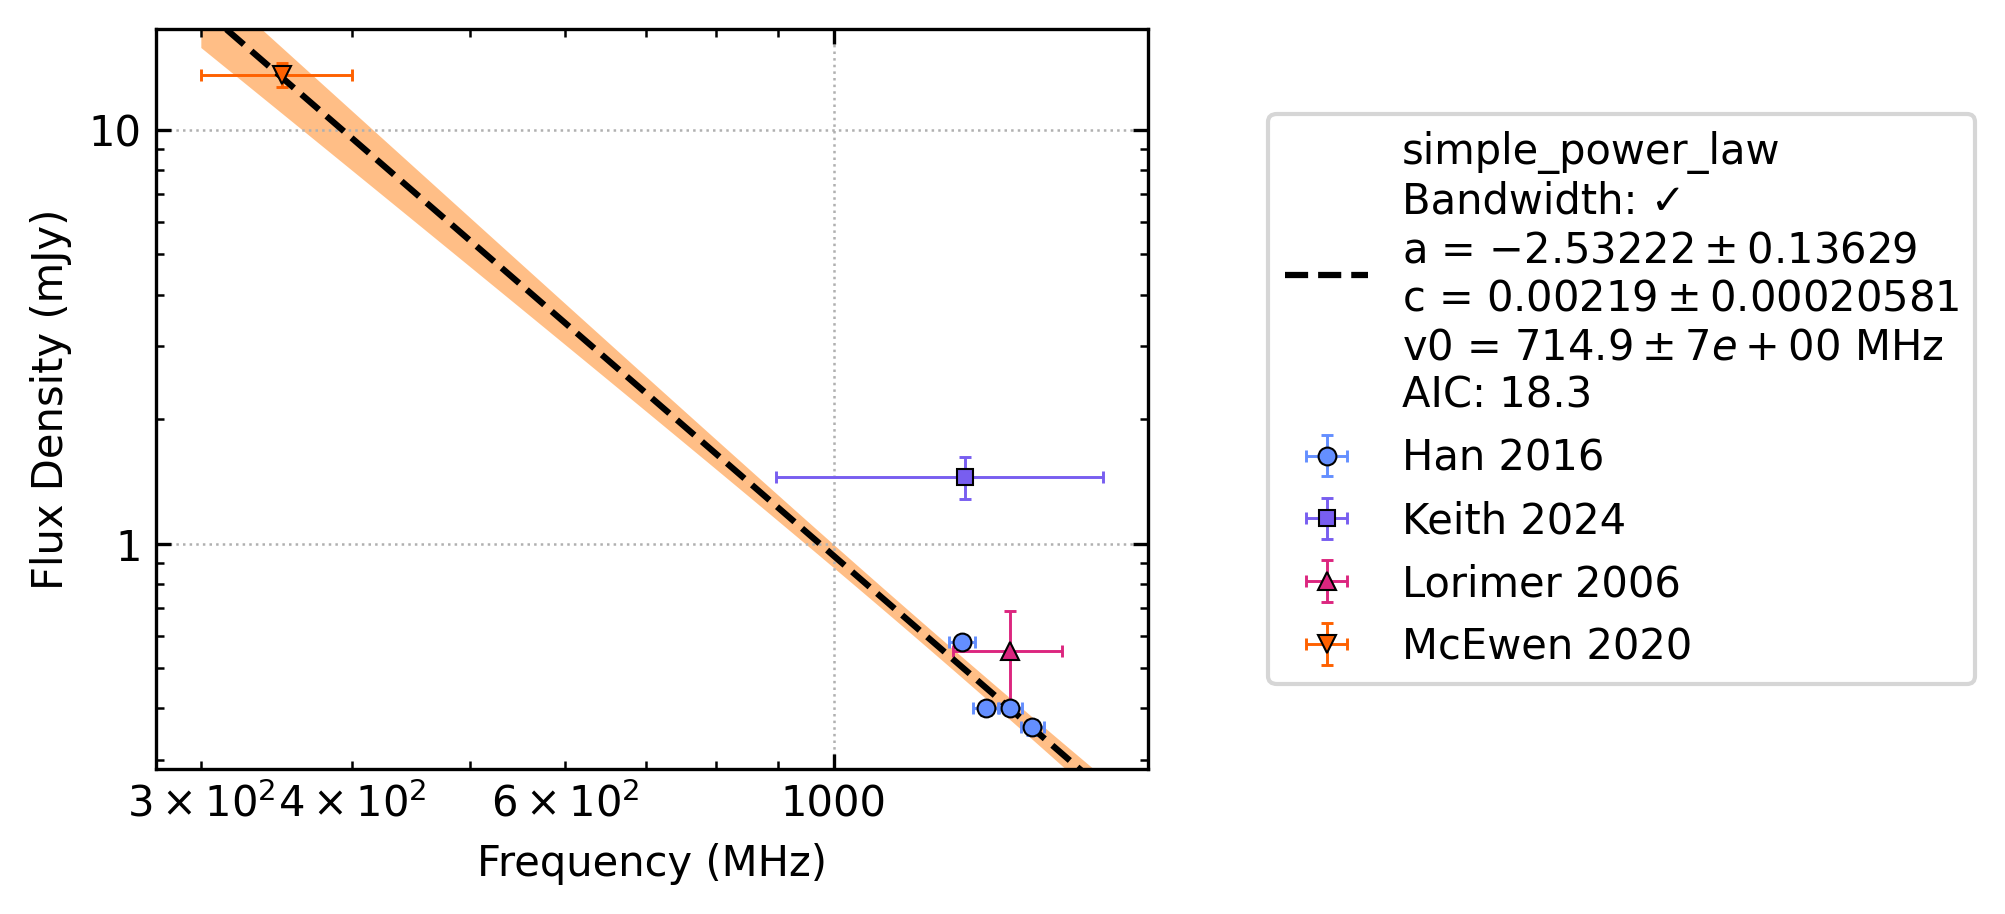 10
1
Flux Density (mJy)
3 × 10² 4 × 10² 6 × 10² 1000
Frequency (MHz)
simple_power_law
Bandwidth: ✓
a = −2.53222 ± 0.13629
c = 0.00219 ± 0.00020581
v0 = 714.9 ± 7e + 00 MHz
AIC: 18.3
Han 2016
Keith 2024
Lorimer 2006
McEwen 2020